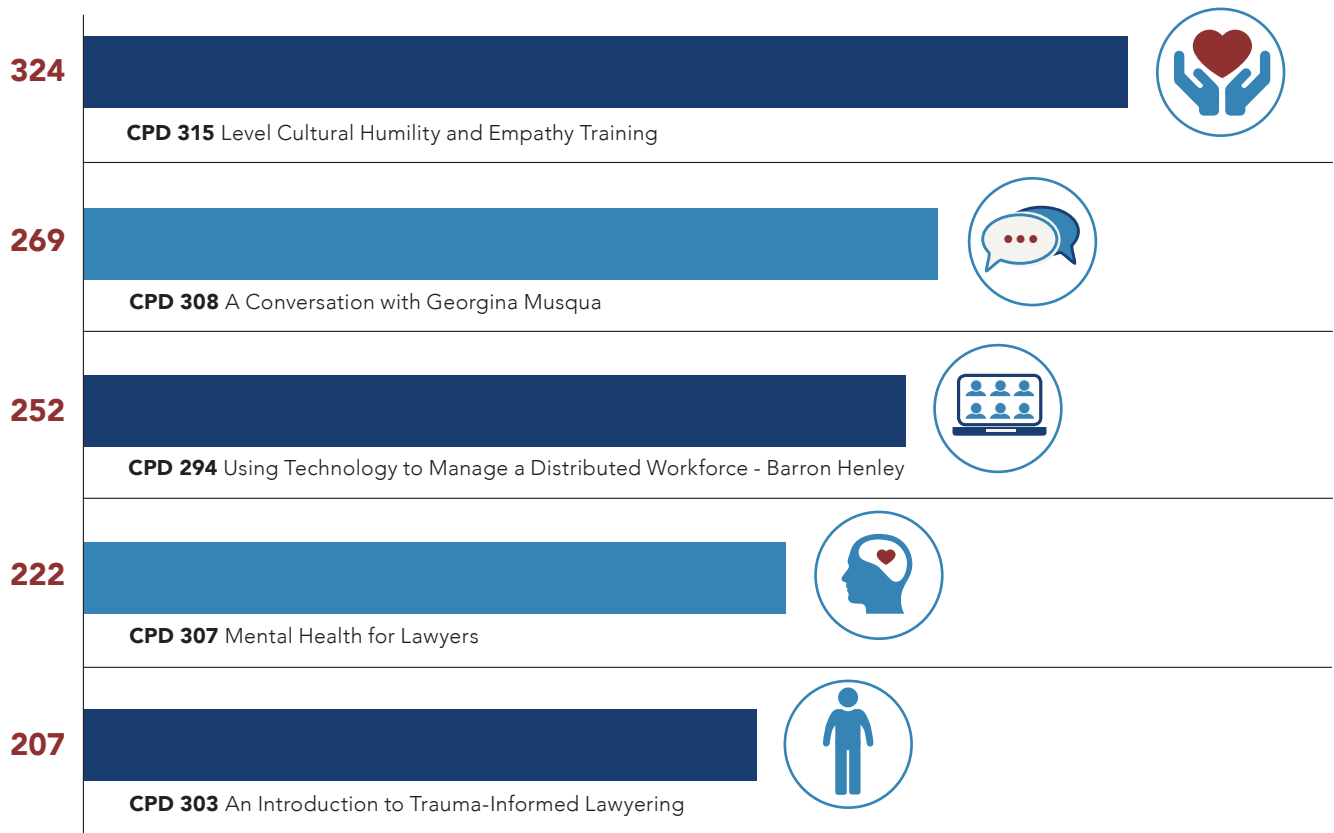 324
CPD 315 Level Cultural Humility and Empathy Training
269
CPD 308 A Conversation with Georgina Musqua
252
CPD 294 Using Technology to Manage a Distributed Workforce - Barron Henley
222
CPD 307 Mental Health for Lawyers
207
CPD 303 An Introduction to Trauma-Informed Lawyering